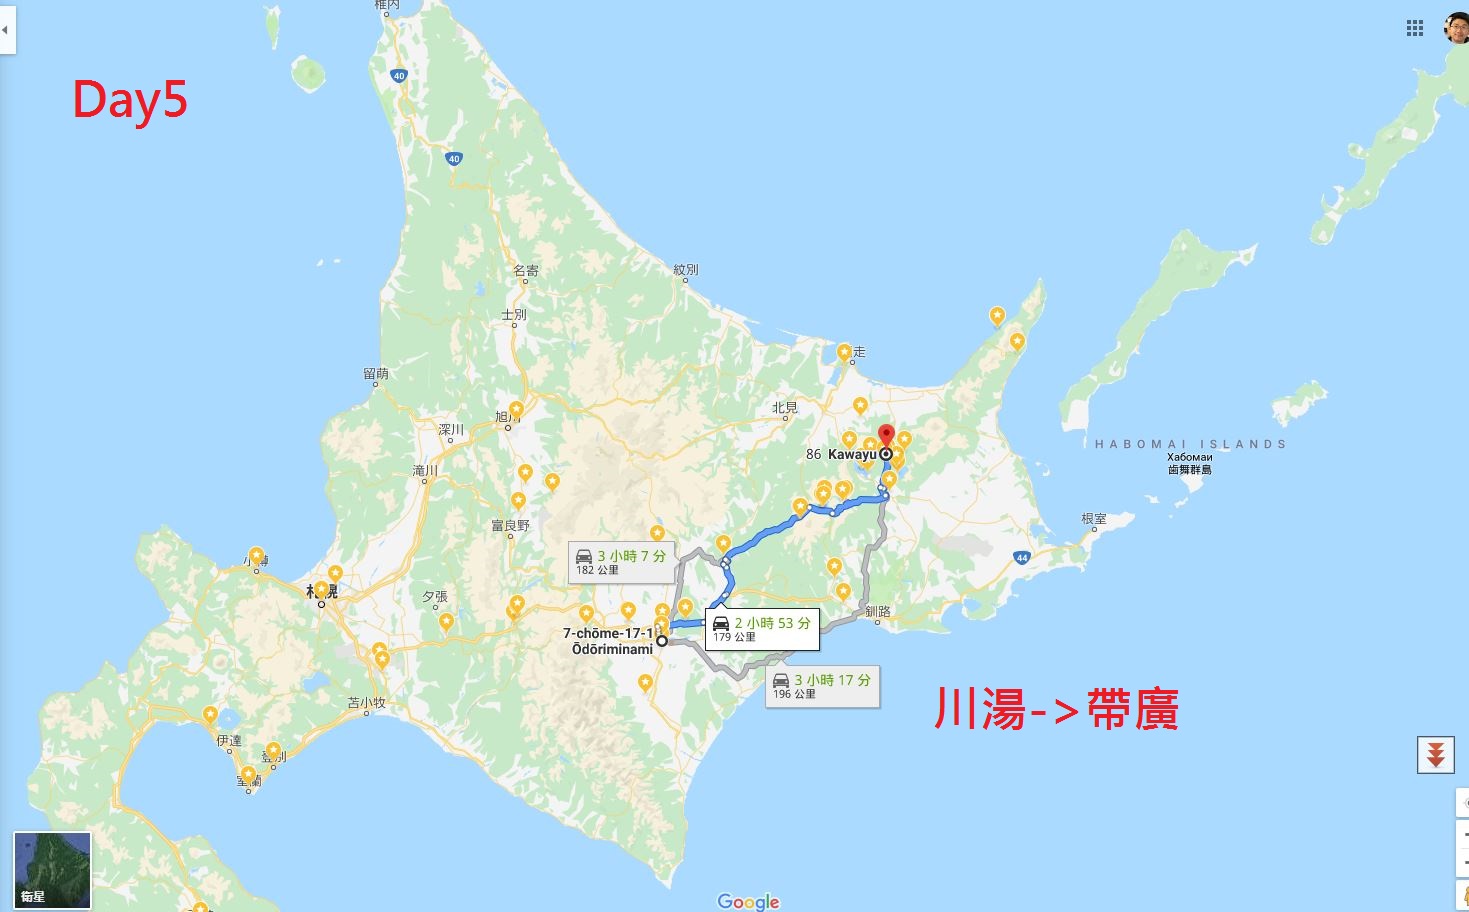 稚内
40
Day5
40
名寄
紋別
士別
走
留萌
北見
旭川
深川
HABOMAI ISLANDS
Хабомаи
歯舞群島
86 Kawayu
滝川
富良野
根室
44
3 小時 7 分
182 公里
小樽
札幌
夕張
釧路
2 小時 53 分
179 公里
7-chōme-17-1
Ōdōriminami
3 小時 17 分
196 公里
苫小牧
川湯->帶廣
伊達
登別
室蘭
衛星
Google